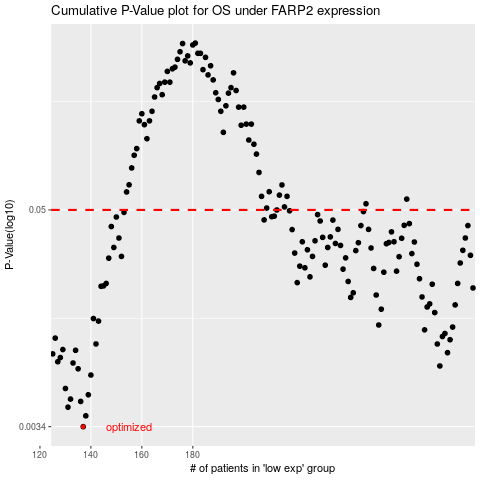 Cumulative P-Value plot for OS under FARP2 expression
P-Value(log10)
0.05
0.0034
optimized
120 140 160 180
# of patients in 'low exp' group